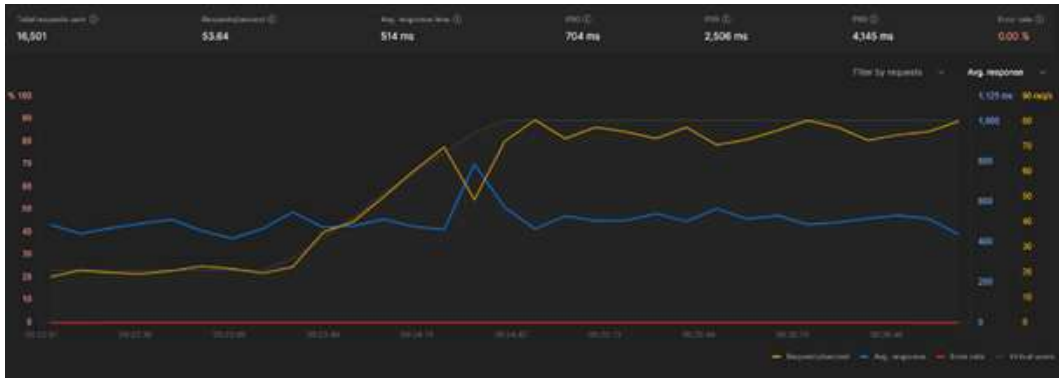 Total requests sent Requests/second Avg. response time P90 P95 P99 Error rate
16,501 53.64 514 ms 704 ms 2,506 ms 4,145 ms 0.00 %
Filter by requests Avg. response
% 100 1,125 ms 90 req/s
90 1,000 80
80
70 800 70
60 60
50 600 50
40 400 40
30 30
20 200 20
10 10
0 0 0
Requests/second Avg. response Error rate Virtual users